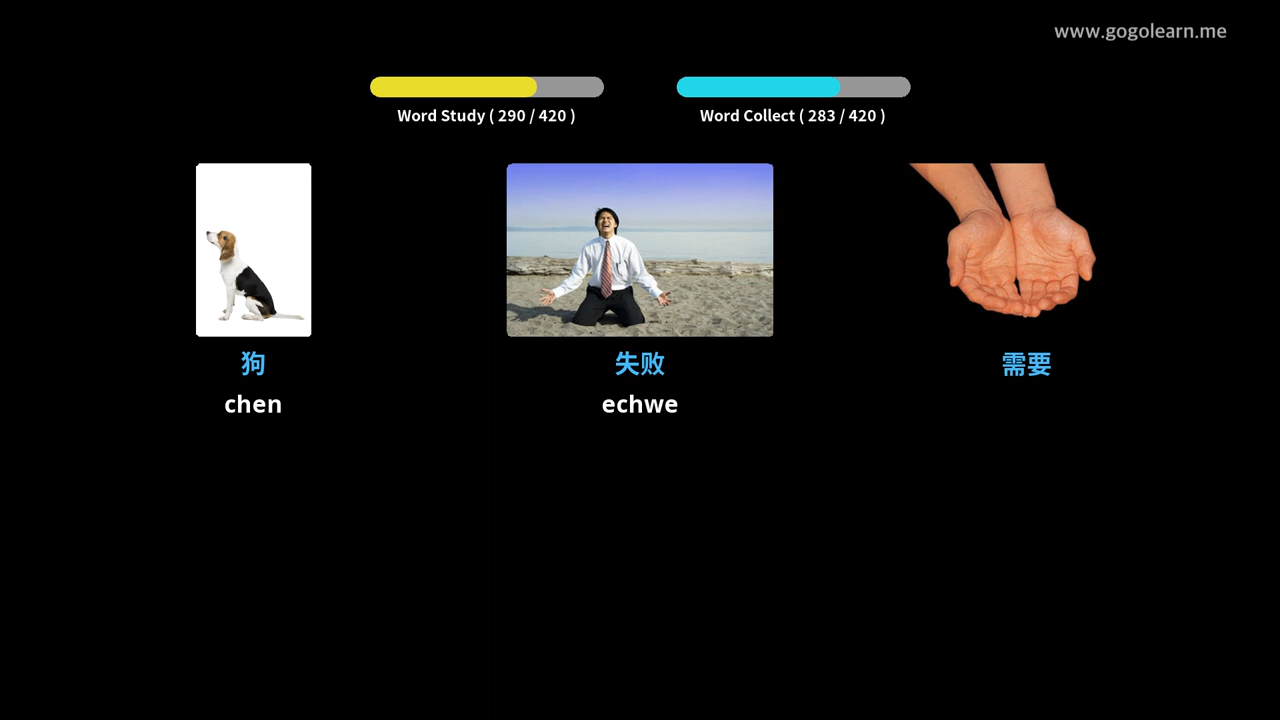 www.gogolearn.me
Word Study ( 290 / 420 )
Word Collect ( 283 / 420 )
狗
失败
需要
chen
echwe